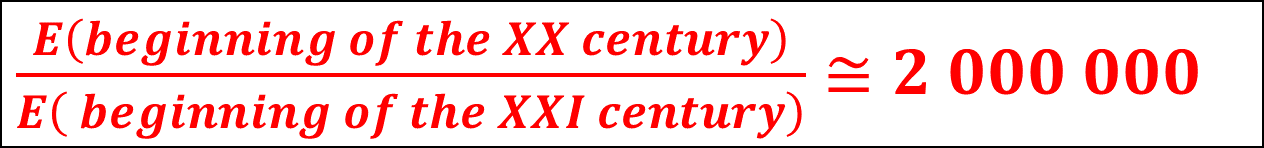 E(beginning of the XX century)
E( beginning of the XXI century)
≅ 2 000 000